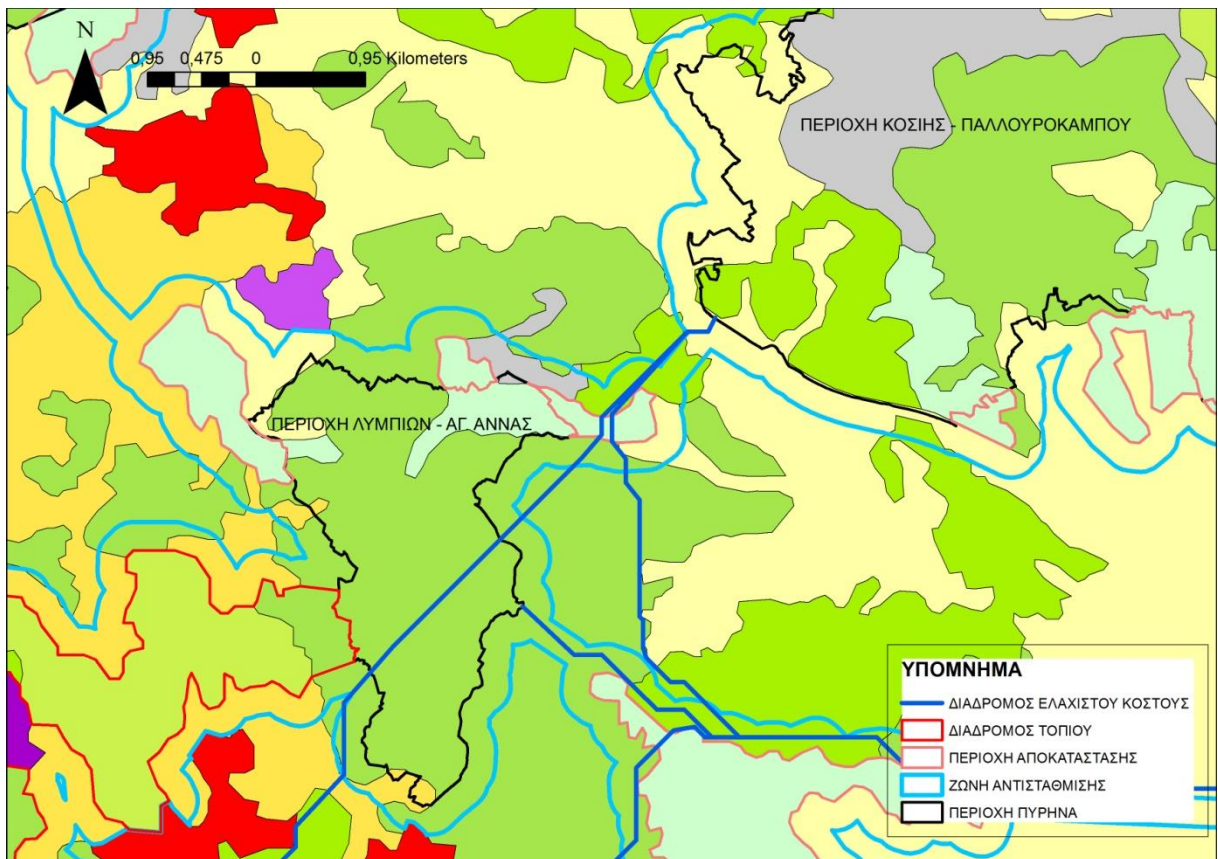 N
0,95 0,475 0 0,95 Kilometers
ΠΕΡΙΟΧΗ ΚΟΣΙΗΣ - ΠΑΛΛΟΥΡΟΚΑΜΠΟΥ
ΠΕΡΙΟΧΗ ΛΥΜΠΙΩΝ - ΑΓ. ΑΝΝΑΣ
ΥΠΟΜΝΗΜΑ
ΔΙΑΔΡΟΜΟΣ ΕΛΑΧΙΣΤΟΥ ΚΟΣΤΟΥΣ
ΔΙΑΔΡΟΜΟΣ ΤΟΠΙΟΥ
ΠΕΡΙΟΧΗ ΑΠΟΚΑΤΑΣΤΑΣΗΣ
ΖΩΝΗ ΑΝΤΙΣΤΑΘΜΙΣΗΣ
ΠΕΡΙΟΧΗ ΠΥΡΗΝΑ